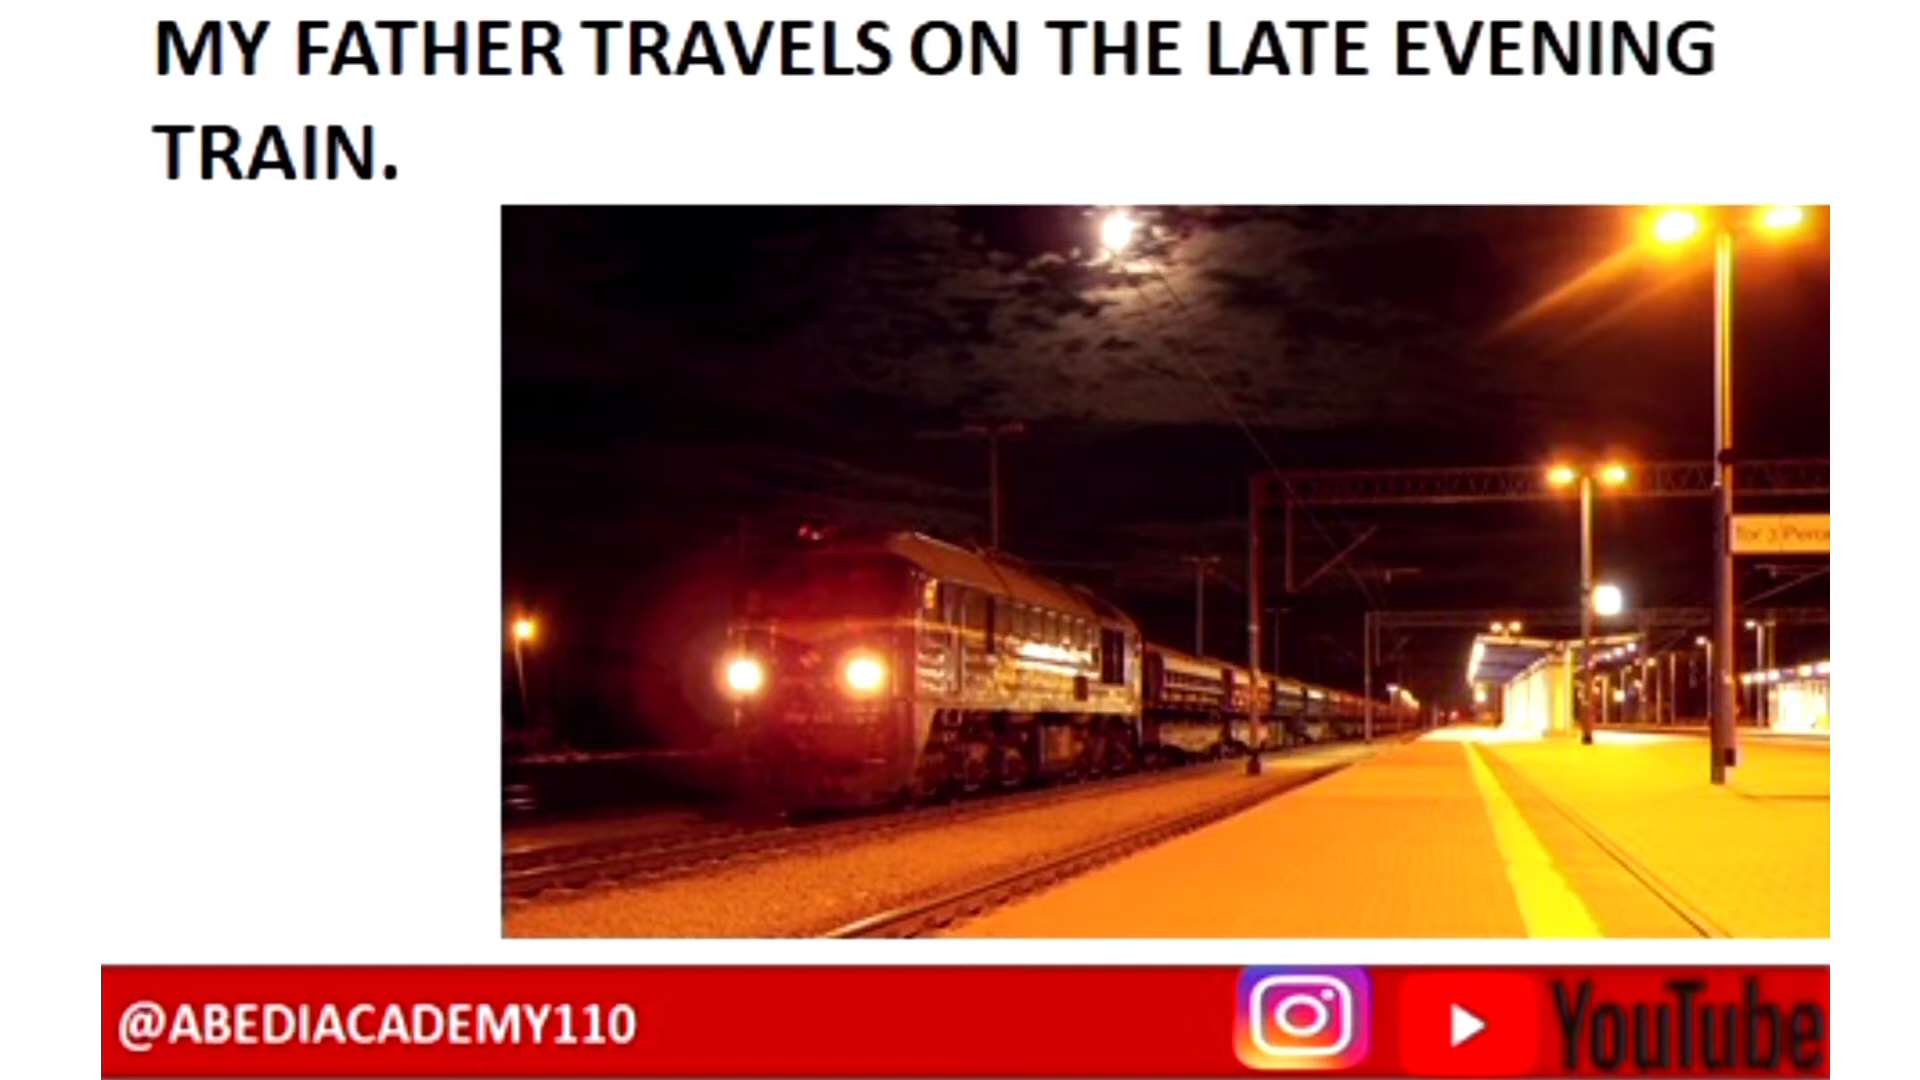 MY FATHER TRAVELS ON THE LATE EVENING
TRAIN.
@ABEDIACADEMY110
YouTube